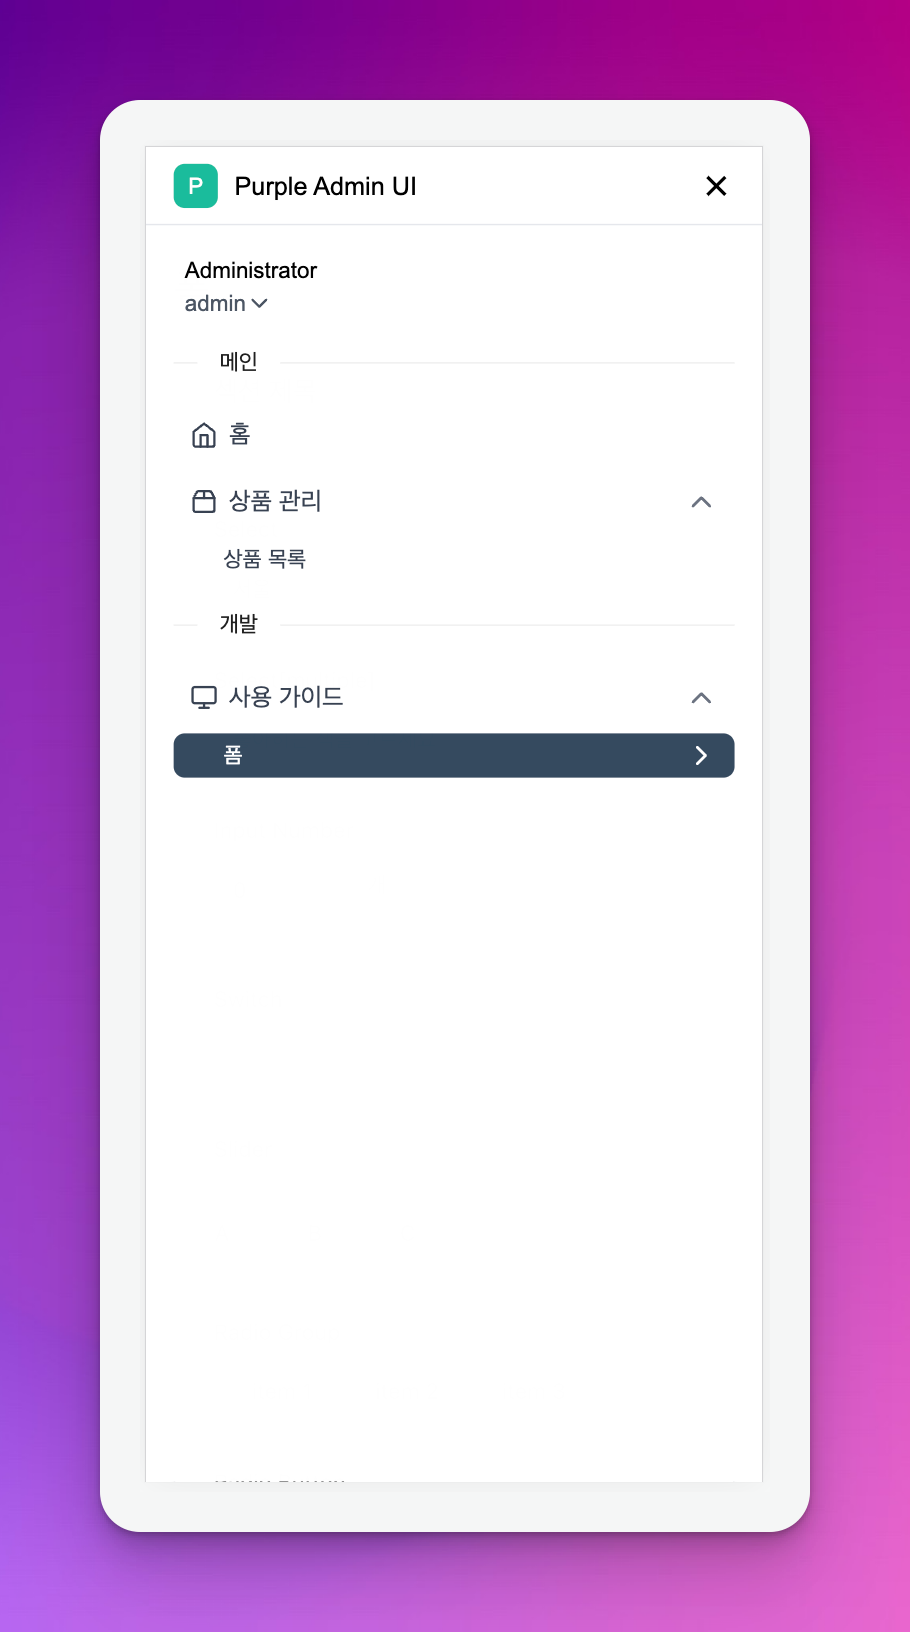 P Purple Admin UI
Administrator
admin
메인
홈
상품 관리
상품 목록
개발
사용 가이드
폼